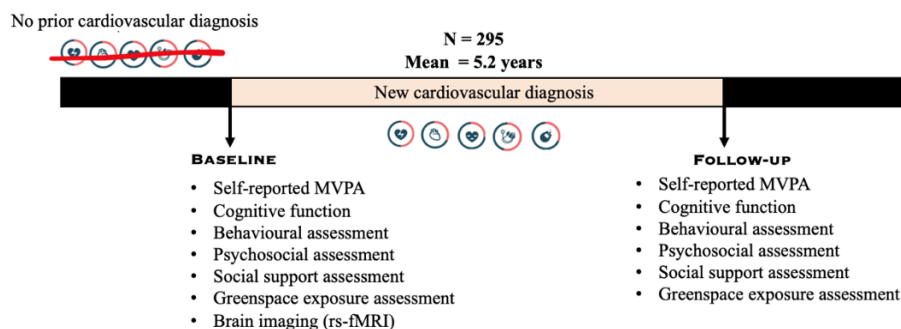 No prior cardiovascular diagnosis
N = 295
Mean = 5.2 years
New cardiovascular diagnosis
BASELINE
• Self-reported MVPA
• Cognitive function
• Behavioural assessment
• Psychosocial assessment
• Social support assessment
• Greenspace exposure assessment
• Brain imaging (rs-fMRI)
FOLLOW-UP
• Self-reported MVPA
• Cognitive function
• Behavioural assessment
• Psychosocial assessment
• Social support assessment
• Greenspace exposure assessment